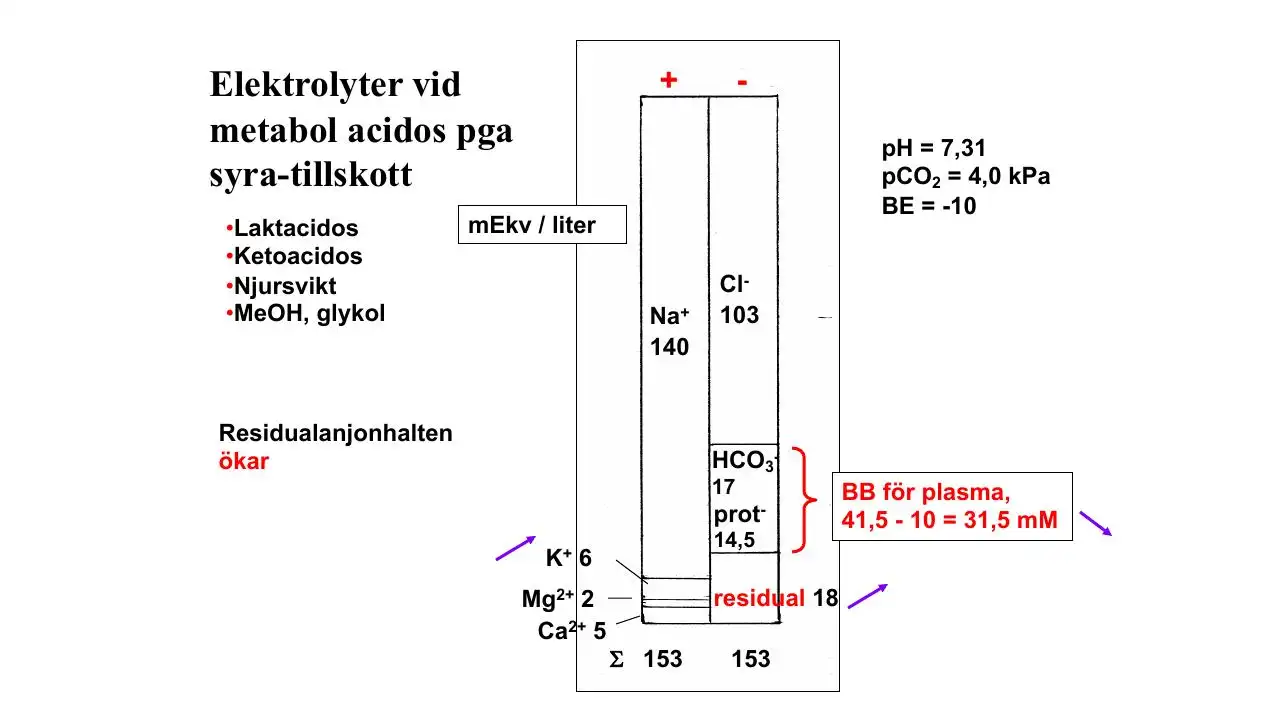 Elektrolyter vid
metabol acidos pga
syra-tillskott
•Laktacidos
•Ketoacidos
•Njursvikt
•MeOH, glykol
Residualanjonhalten
ökar
mEkv / liter
+ -
Na⁺
140
Cl⁻
103
HCO₃⁻
17
prot⁻
14,5
K⁺ 6
Mg²⁺ 2
Ca²⁺ 5
residual 18
Σ 153 153
pH = 7,31
pCO₂ = 4,0 kPa
BE = -10
BB för plasma,
41,5 - 10 = 31,5 mM